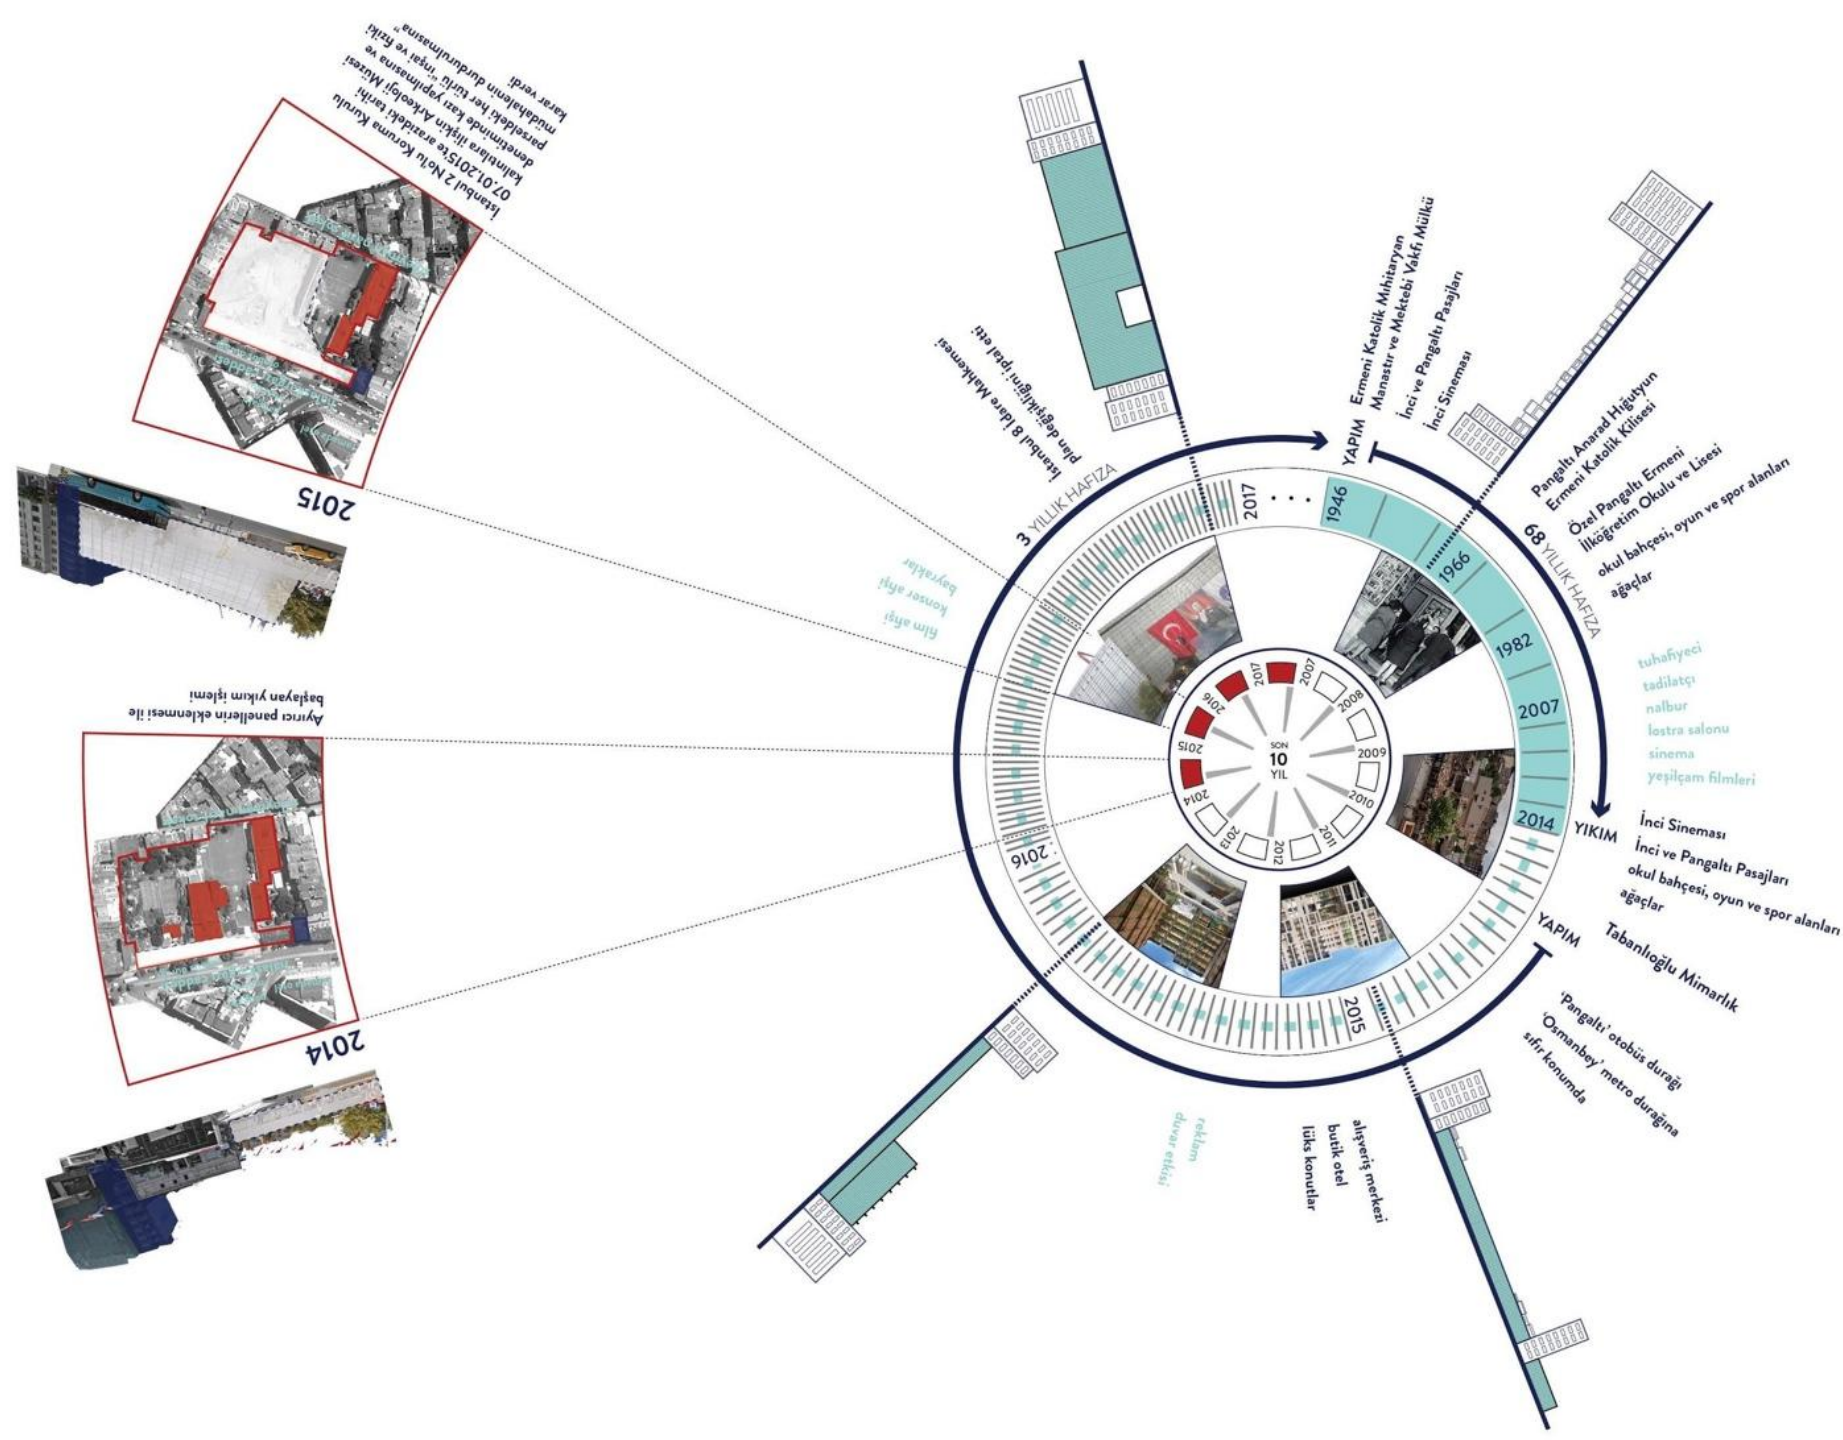 İstanbul 2 No'lu Koruma Kurulu
07.01.2015'te arazideki tarihi
kalıntılara ilişkin Arkeoloji Müzesi
denetiminde kazı yapılmasına ve
parseldeki her türlü "inşai ve fiziki
müdahalenin durdurulmasına"
karar verdi
2015
Ayırıcı panellerin eklenmesi ile
başlayan yıkım işlemi
2014
İstanbul 8 İdare Mahkemesi
plan değişikliğini iptal etti
3 YILLIK HAFIZA
film afişi
konser afişi
bayraklar
YAPIM
Ermeni Katolik Mıhitaryan
Manastır ve Mektebi Vakfı Mülkü
İnci ve Pangaltı Pasajları
İnci Sineması
Pangaltı Anarad Hığutyun
Ermeni Katolik Kilisesi
Özel Pangaltı Ermeni
İlköğretim Okulu ve Lisesi
okul bahçesi, oyun ve spor alanları
ağaçlar
68 YILLIK HAFIZA
tuhafiyeci
tadilatçı
nalbur
lostra salonu
sinema
yeşilçam filmleri
YIKIM
İnci Sineması
İnci ve Pangaltı Pasajları
okul bahçesi, oyun ve spor alanları
ağaçlar
YAPIM
Tabanlıoğlu Mimarlık
'Pangaltı' otobüs durağı
'Osmanbey' metro durağına
sıfır konumda
alışveriş merkezi
butik otel
lüks konutlar
reklam
duvar etkisi
1946
1966
1982
2007
2014
2015
2016
2017
SON
10
YIL
2007
2008
2009
2010
2011
2012
2013
2014
2015
2016
2017